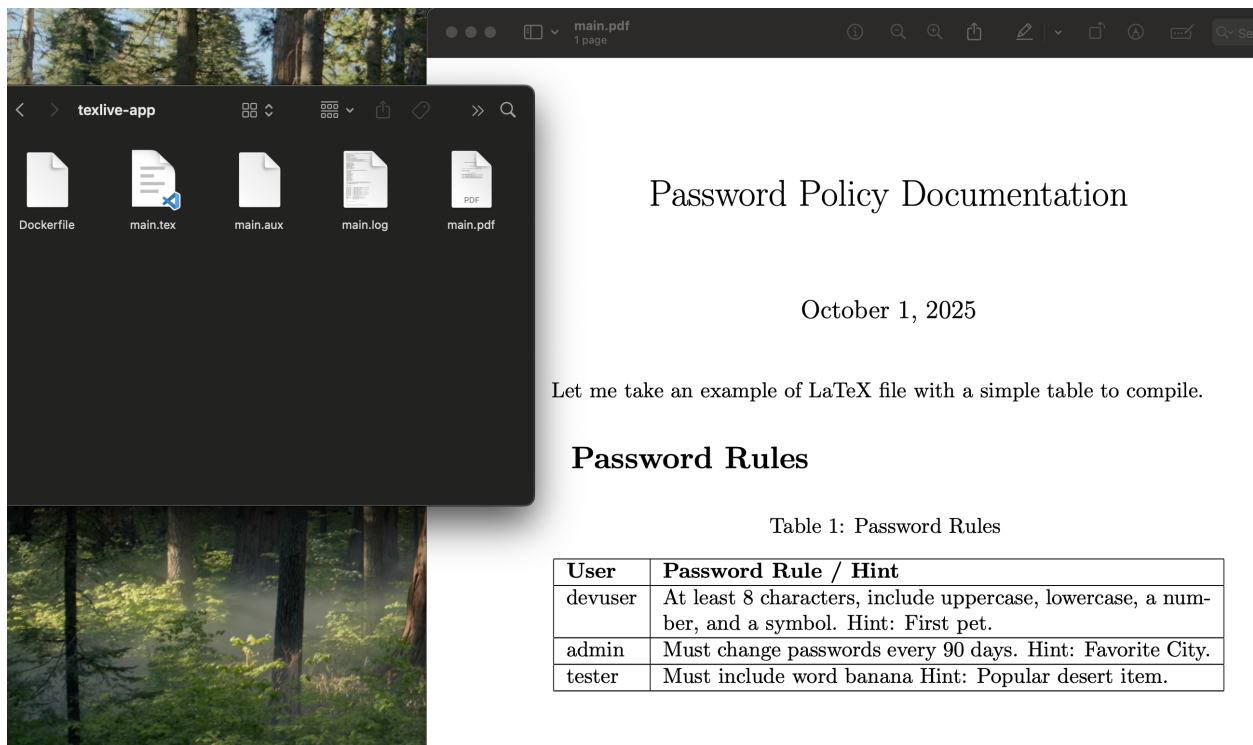 main.pdf
1 page
Se
texlive-app
Dockerfile
main.tex
main.aux
main.log
PDF
main.pdf
Password Policy Documentation
October 1, 2025
Let me take an example of LaTeX file with a simple table to compile.
Password Rules
Table 1: Password Rules
User Password Rule / Hint
devuser At least 8 characters, include uppercase, lowercase, a num-
ber, and a symbol. Hint: First pet.
admin Must change passwords every 90 days. Hint: Favorite City.
tester Must include word banana Hint: Popular desert item.